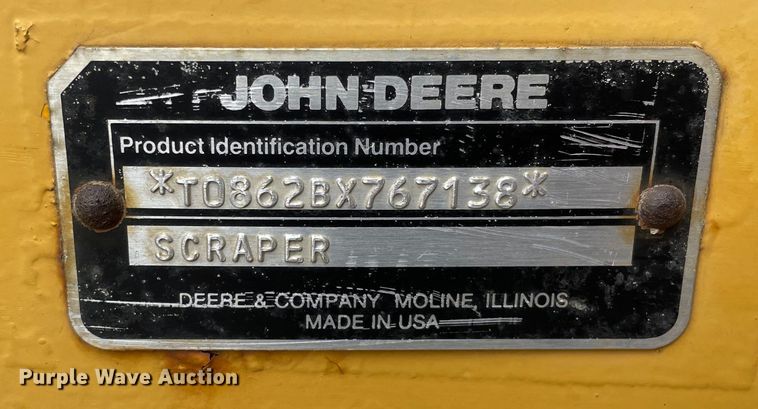 JOHN DEERE
Product Identification Number
*T0862BX767138*
SCRAPER
DEERE & COMPANY MOLINE, ILLINOIS
MADE IN USA
Purple Wave Auction